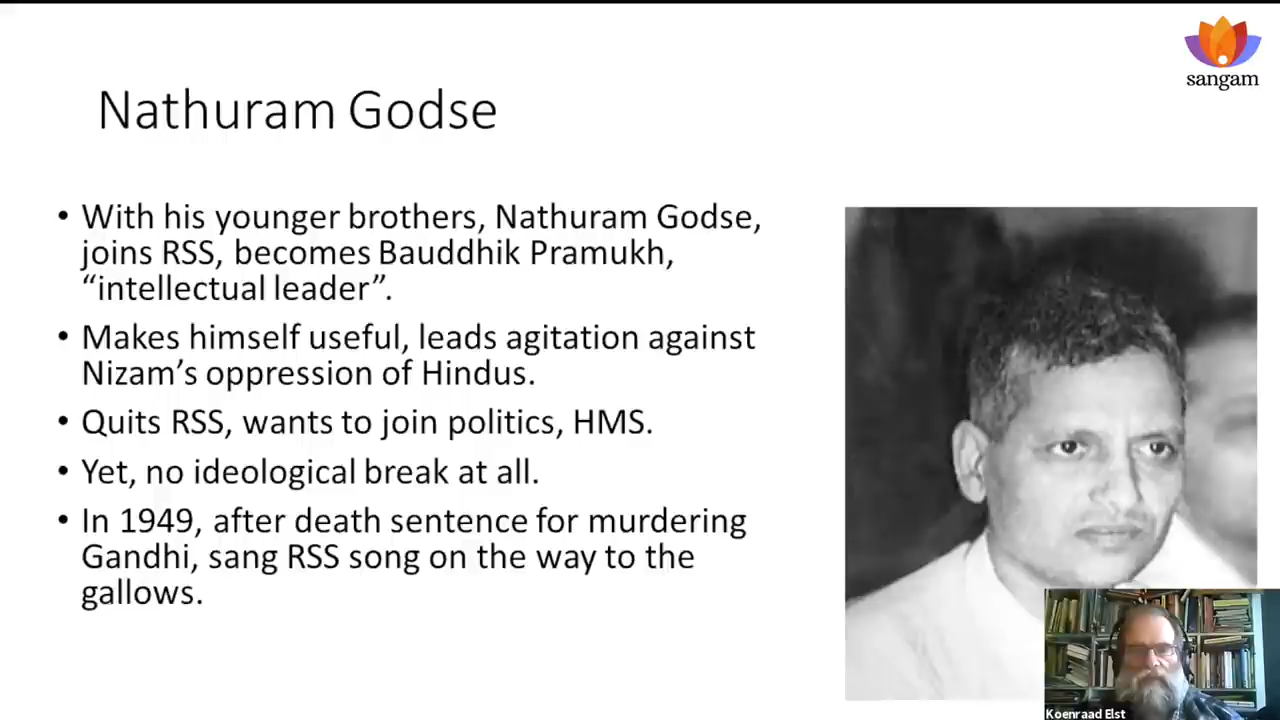 sangam
Nathuram Godse
• With his younger brothers, Nathuram Godse,
joins RSS, becomes Bauddhik Pramukh,
“intellectual leader”.
• Makes himself useful, leads agitation against
Nizam’s oppression of Hindus.
• Quits RSS, wants to join politics, HMS.
• Yet, no ideological break at all.
• In 1949, after death sentence for murdering
Gandhi, sang RSS song on the way to the
gallows.
Koenraad Elst